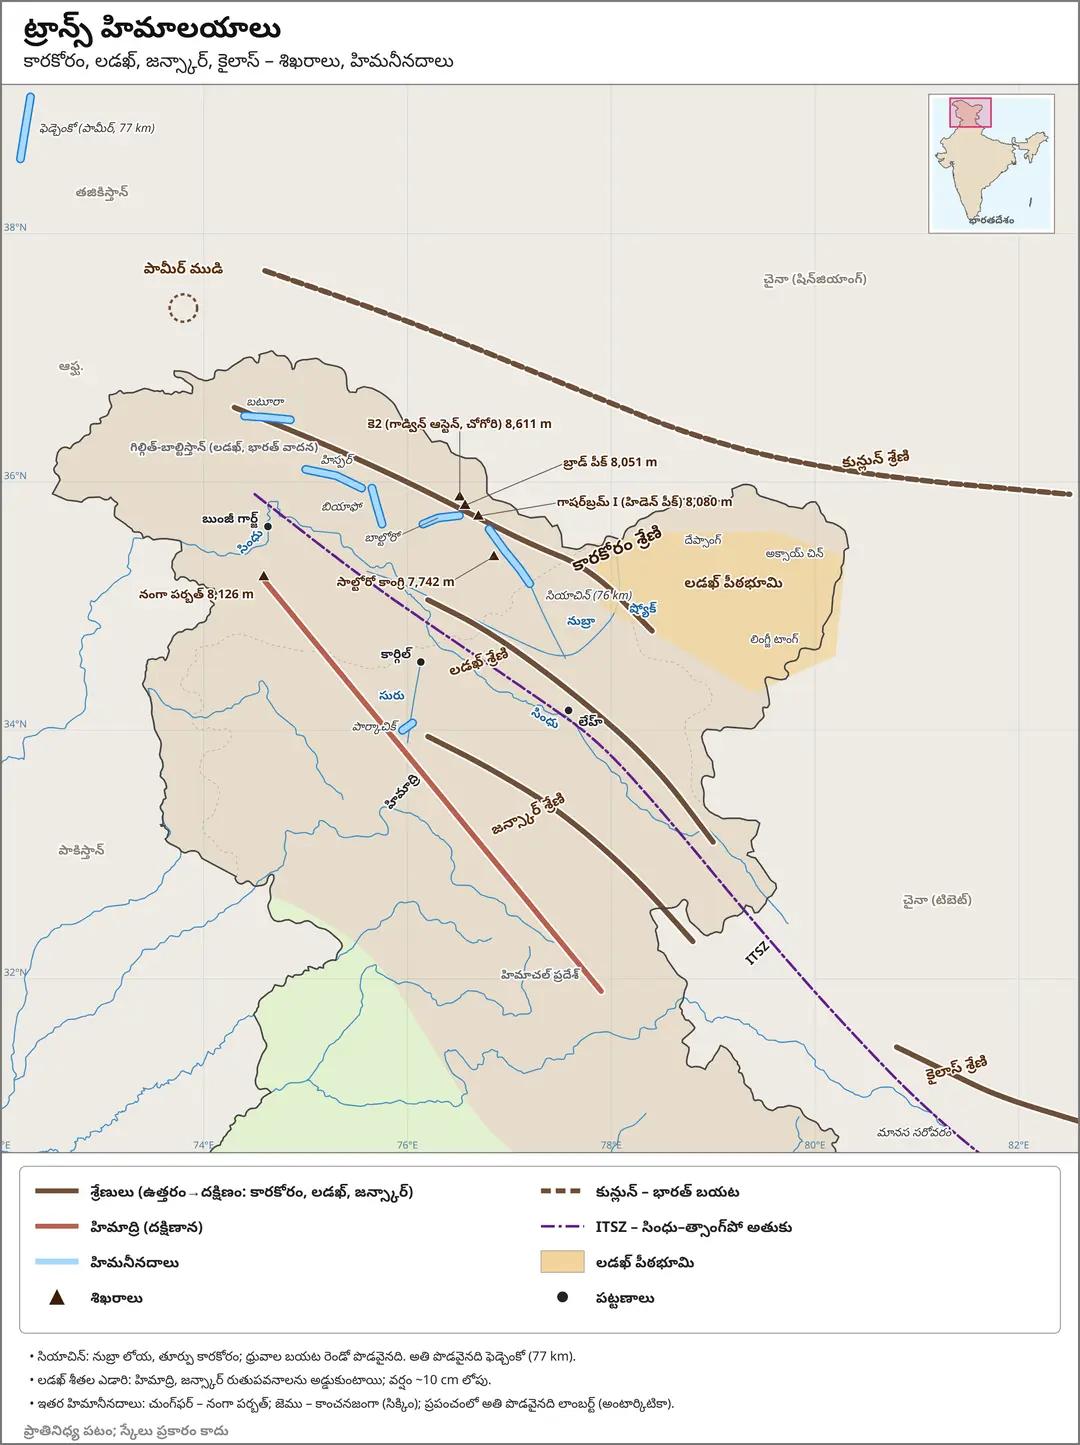 ట్రాన్స్ హిమాలయాలు
కారకోరం, లడఖ్, జన్స్కార్, కైలాస్ – శిఖరాలు, హిమనీనదాలు
ఫెడ్చెంకో (పామీర్, 77 km)
తజికిస్తాన్
భారతదేశం
38°N
పామీర్ ముడి
చైనా (షిన్‌జియాంగ్)
ఆఫ్ఘ.
బటూరా
కె2 (గాడ్విన్ ఆస్టెన్, చోగోరి) 8,611 m
గిల్గిత్-బాల్టిస్తాన్ (లడఖ్, భారత్ వాదన)
హిస్పర్
బ్రాడ్ పీక్ 8,051 m
కున్లున్ శ్రేణి
36°N
బియాఫో
గాషర్‌బ్రమ్ I (హిడెన్ పీక్) 8,080 m
బుంజీ గార్జ్
సింధు
బాల్టోరో
కారకోరం శ్రేణి
దేప్సాంగ్
అక్సాయ్ చిన్
సాల్టోరో కాంగ్రి 7,742 m
లడఖ్ పీఠభూమి
నంగా పర్బత్ 8,126 m
సియాచిన్ (76 km)
ష్యోక్
నుబ్రా
లింగ్జీ టాంగ్
కార్గిల్
లడఖ్ శ్రేణి
సురు
సింధు
లేహ్
34°N
పార్కాచిక్
హిమాద్రి
జన్స్కార్ శ్రేణి
పాకిస్తాన్
చైనా (టిబెట్)
ITSZ
32°N
హిమాచల్ ప్రదేశ్
కైలాస్ శ్రేణి
మానస సరోవరం
°E
74°E
76°E
78°E
80°E
82°E
శ్రేణులు (ఉత్తరం→దక్షిణం: కారకోరం, లడఖ్, జన్స్కార్)
కున్లున్ – భారత్ బయట
హిమాద్రి (దక్షిణాన)
ITSZ – సింధు–త్సాంగ్‌పో అతుకు
హిమనీనదాలు
లడఖ్ పీఠభూమి
శిఖరాలు
పట్టణాలు
• సియాచిన్: నుబ్రా లోయ, తూర్పు కారకోరం; ధ్రువాల బయట రెండో పొడవైనది. అతి పొడవైనది ఫెడ్చెంకో (77 km).
• లడఖ్ శీతల ఎడారి: హిమాద్రి, జన్స్కార్ రుతుపవనాలను అడ్డుకుంటాయి; వర్షం ~10 cm లోపు.
• ఇతర హిమానీనదాలు: చుంగ్‌ఫర్ – నంగా పర్బత్; జెము – కాంచనజంగా (సిక్కిం); ప్రపంచంలో అతి పొడవైనది లాంబర్ట్ (అంటార్కిటికా).
ప్రాతినిధ్య పటం; స్కేలు ప్రకారం కాదు